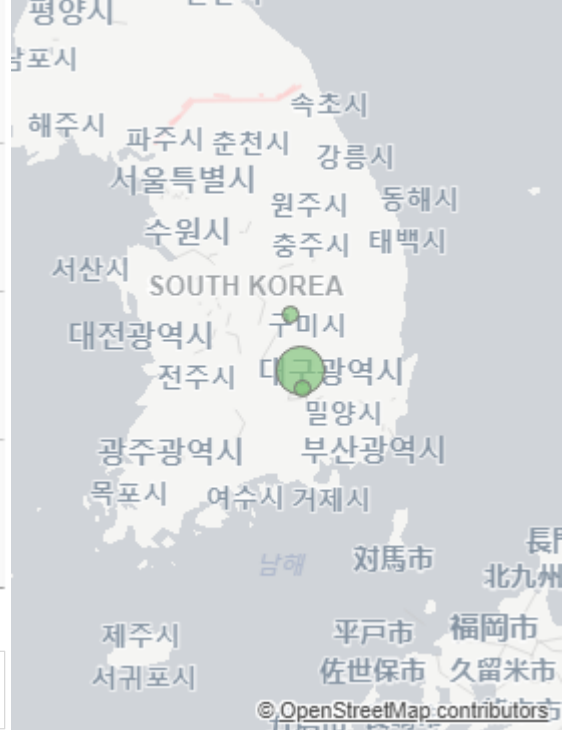 평양시
해주시
속초시
파주시 춘천시
강릉시
서울특별시
원주시 동해시
수원시
충주시 태백시
서산시
SOUTH KOREA
대전광역시 구미시
전주시 대구광역시
밀양시
광주광역시 부산광역시
목포시 여수시 거제시
남해 対馬市
北九州
제주시 平戸市 福岡市
서귀포시 佐世保市 久留米市
© OpenStreetMap contributors